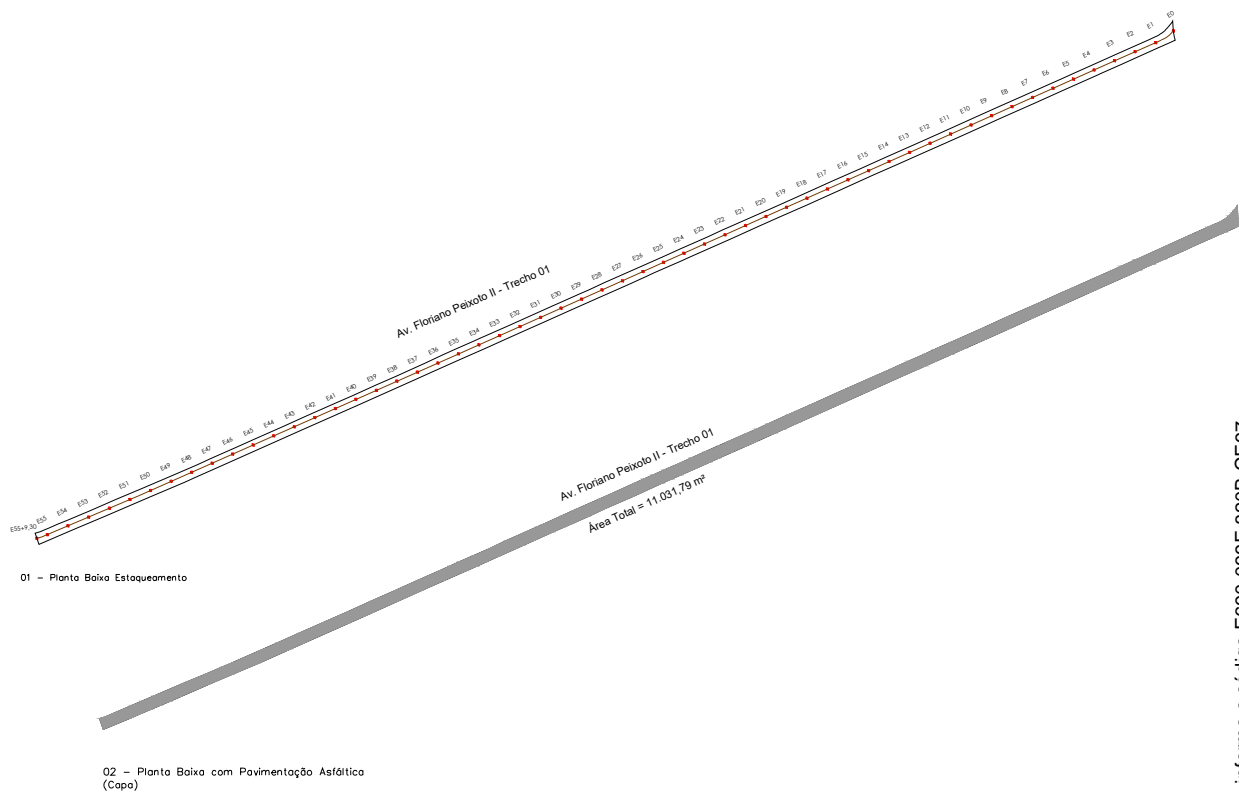 E0
E1
E2
E3
E4
E5
E6
E7
E8
E9
E10
E11
E12
E13
E14
E15
E16
E17
E18
E19
E20
E21
E22
E23
E24
E25
E26
E27
E28
E29
E30
E31
E32
E33
E34
E35
E36
E37
E38
E39
E40
E41
E42
E43
E44
E45
E46
E47
E48
E49
E50
E51
E52
E53
E54
E55
E55+9,30
Av. Floriano Peixoto II - Trecho 01
01 - Planta Baixa Estaqueamento
Av. Floriano Peixoto II - Trecho 01
Área Total = 11.031,79 m²
02 - Planta Baixa com Pavimentação Asfáltica
(Capa)